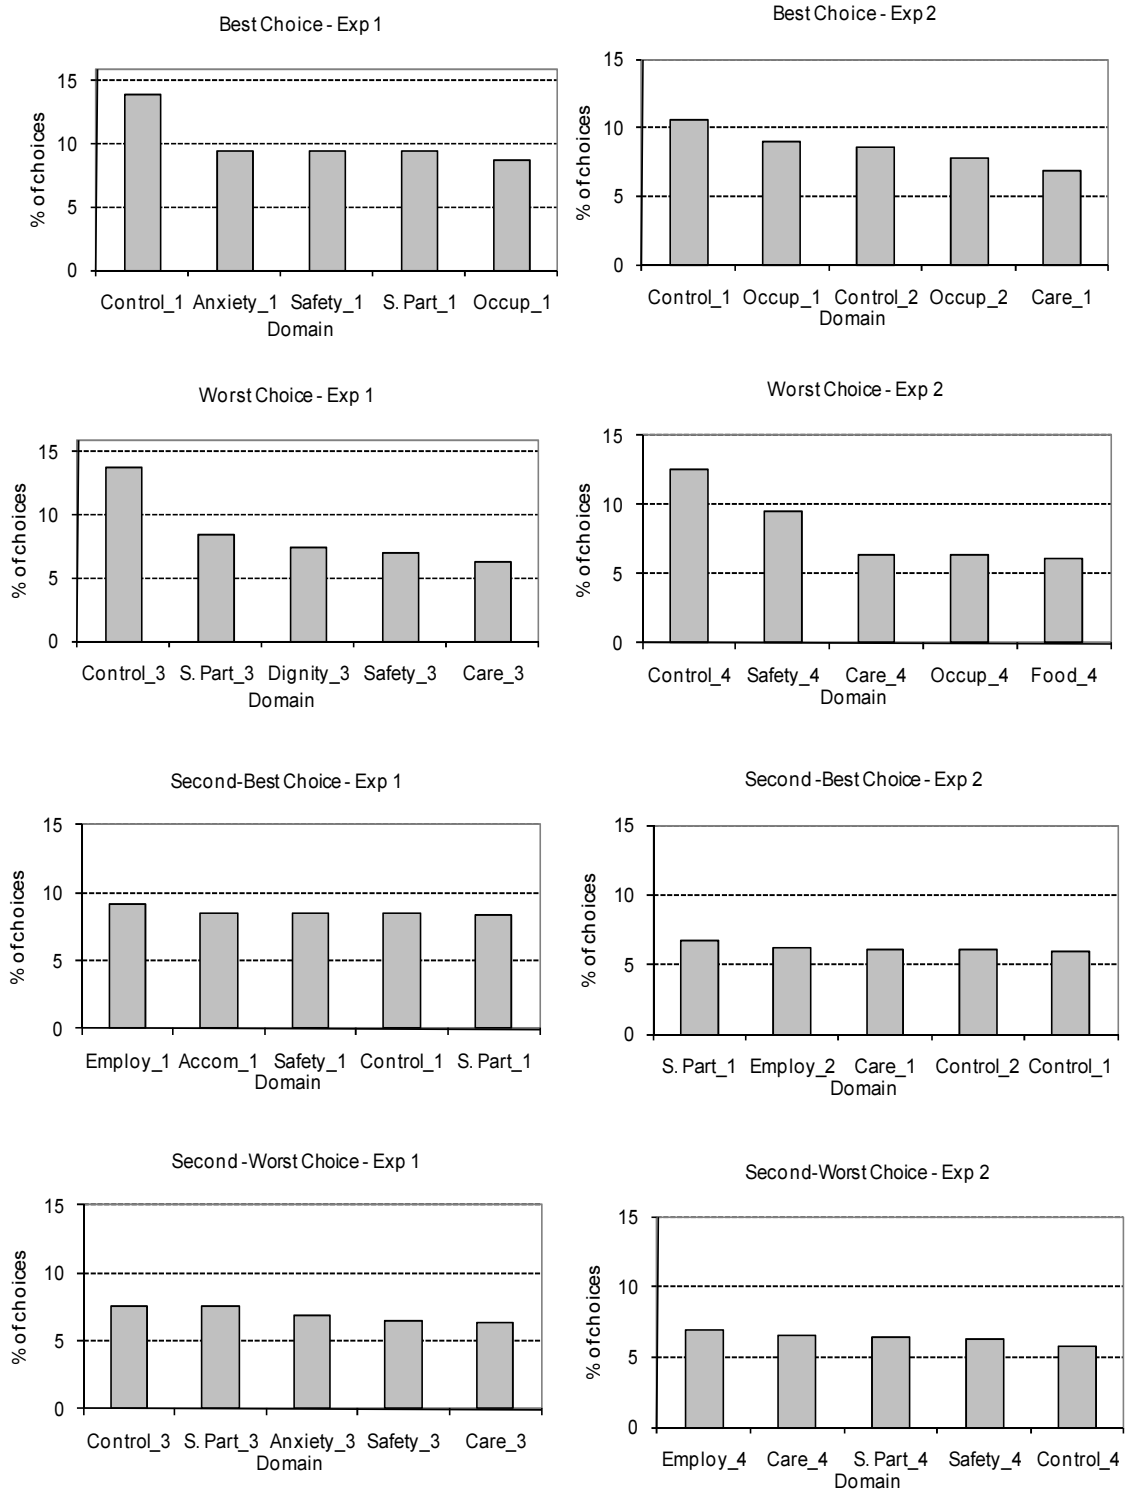 Best Choice - Exp 1
% of choices
15
10
5
0
Control_1 Anxiety_1 Safety_1 S. Part_1 Occup_1
Domain
Best Choice - Exp 2
% of choices
15
10
5
0
Control_1 Occup_1 Control_2 Occup_2 Care_1
Domain
Worst Choice - Exp 1
% of choices
15
10
5
0
Control_3 S. Part_3 Dignity_3 Safety_3 Care_3
Domain
Worst Choice - Exp 2
% of choices
15
10
5
0
Control_4 Safety_4 Care_4 Occup_4 Food_4
Domain
Second-Best Choice - Exp 1
% of choices
15
10
5
0
Employ_1 Accom_1 Safety_1 Control_1 S. Part_1
Domain
Second-Best Choice - Exp 2
% of choices
15
10
5
0
S. Part_1 Employ_2 Care_1 Control_2 Control_1
Domain
Second-Worst Choice - Exp 1
% of choices
15
10
5
0
Control_3 S. Part_3 Anxiety_3 Safety_3 Care_3
Domain
Second-Worst Choice - Exp 2
% of choices
15
10
5
0
Employ_4 Care_4 S. Part_4 Safety_4 Control_4
Domain